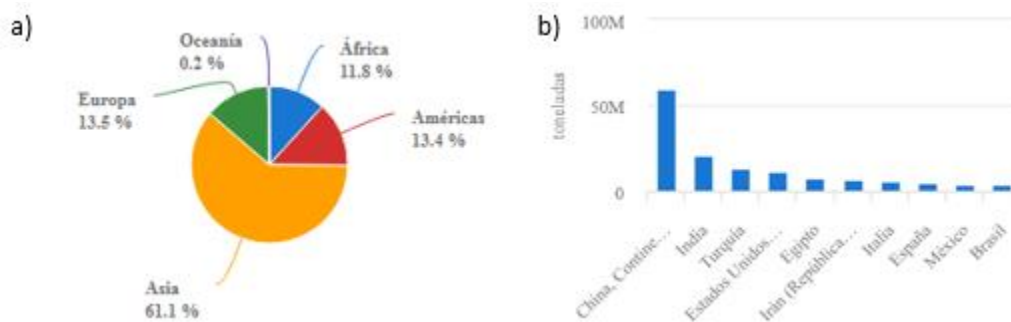 a)
Oceanía
0.2 %
África
11.8 %
Europa
13.5 %
Américas
13.4 %
Asia
61.1 %
b)
100M
toneladas
50M
0
China, Contine...
India
Turquía
Estados Unidos...
Egipto
Irán (República...
Italia
España
México
Brasil